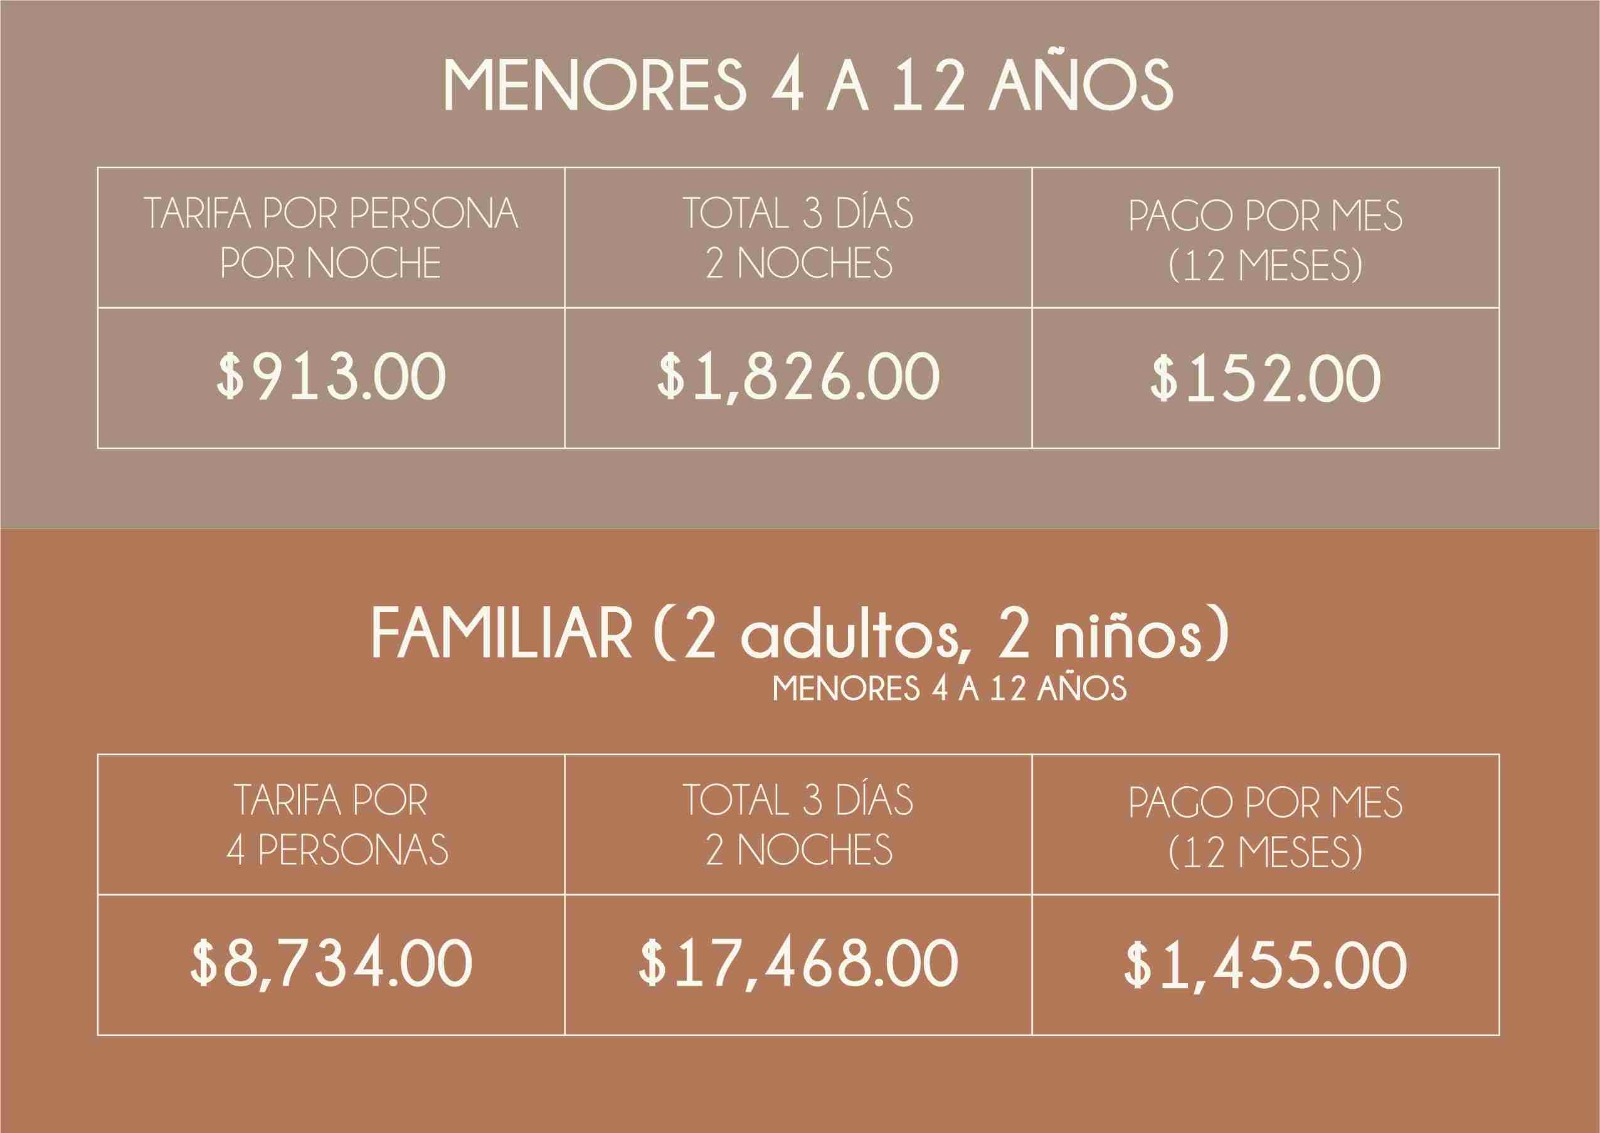 MENORES 4 A 12 AÑOS
TARIFA POR PERSONA
POR NOCHE
TOTAL 3 DÍAS
2 NOCHES
PAGO POR MES
(12 MESES)
$913.00
$1,826.00
$152.00
FAMILIAR (2 adultos, 2 niños)
MENORES 4 A 12 AÑOS
TARIFA POR
4 PERSONAS
TOTAL 3 DÍAS
2 NOCHES
PAGO POR MES
(12 MESES)
$8,734.00
$17,468.00
$1,455.00